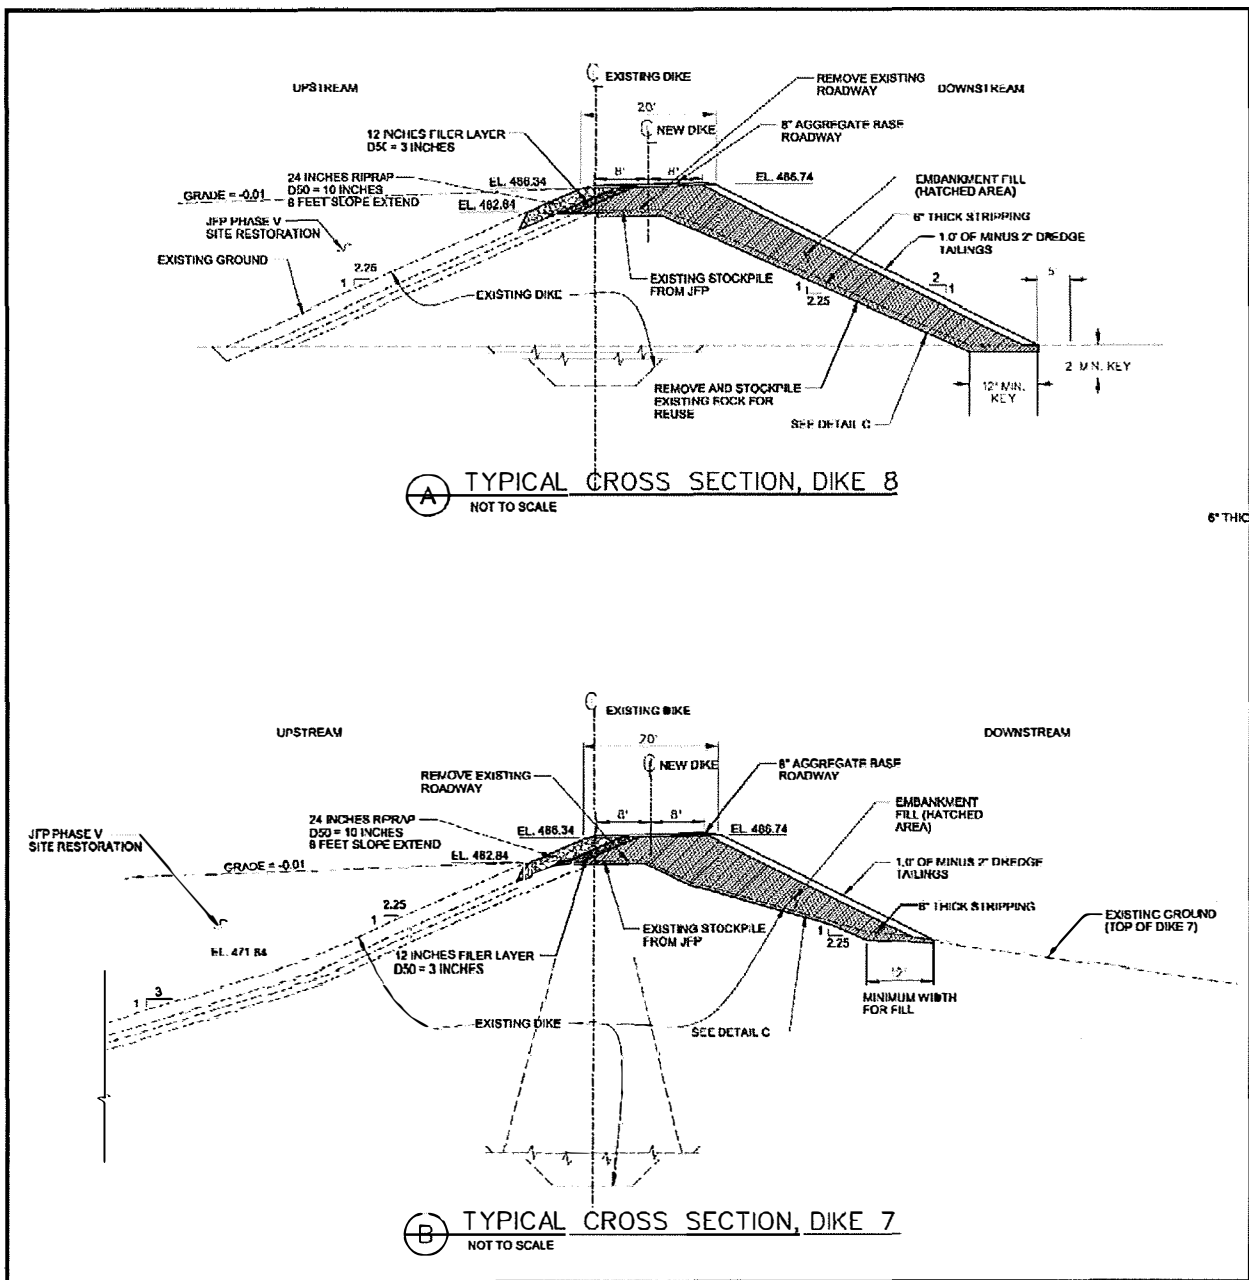 ℄ EXISTING DIKE
UPSTREAM
REMOVE EXISTING
ROADWAY
DOWNSTREAM
20'
12 INCHES FILER LAYER
D50 = 3 INCHES
℄ NEW DIKE
8" AGGREGATE BASE
ROADWAY
8'
8'
24 INCHES RIPRAP
D50 = 10 INCHES
8 FEET SLOPE EXTEND
GRADE = -0.01
EL. 486.34
EL. 486.74
EL. 482.84
EMBANKMENT FILL
(HATCHED AREA)
JFP PHASE V
SITE RESTORATION
6" THICK STRIPPING
1.0' OF MINUS 2" DREDGE
TAILINGS
EXISTING GROUND
2.25
1
EXISTING DIKE
EXISTING STOCKPILE
FROM JFP
1
2.25
2
1
5'
2' MIN. KEY
REMOVE AND STOCKPILE
EXISTING ROCK FOR
REUSE
12' MIN.
KEY
SEE DETAIL C
A TYPICAL CROSS SECTION, DIKE 8
NOT TO SCALE
6" THIC
℄ EXISTING DIKE
UPSTREAM
DOWNSTREAM
20'
℄ NEW DIKE
8" AGGREGATE BASE
ROADWAY
REMOVE EXISTING
ROADWAY
8'
8'
EMBANKMENT
FILL (HATCHED
AREA)
24 INCHES RIPRAP
D50 = 10 INCHES
8 FEET SLOPE EXTEND
EL. 486.34
EL. 486.74
JFP PHASE V
SITE RESTORATION
EL. 482.84
GRADE = -0.01
1.0' OF MINUS 2" DREDGE
TAILINGS
2.25
1
6" THICK STRIPPING
EXISTING GROUND
(TOP OF DIKE 7)
EXISTING STOCKPILE
FROM JFP
1
2.25
EL. 471.84
12 INCHES FILER LAYER
D50 = 3 INCHES
3
1
MINIMUM WIDTH
FOR FILL
EXISTING DIKE
SEE DETAIL C
B TYPICAL CROSS SECTION, DIKE 7
NOT TO SCALE